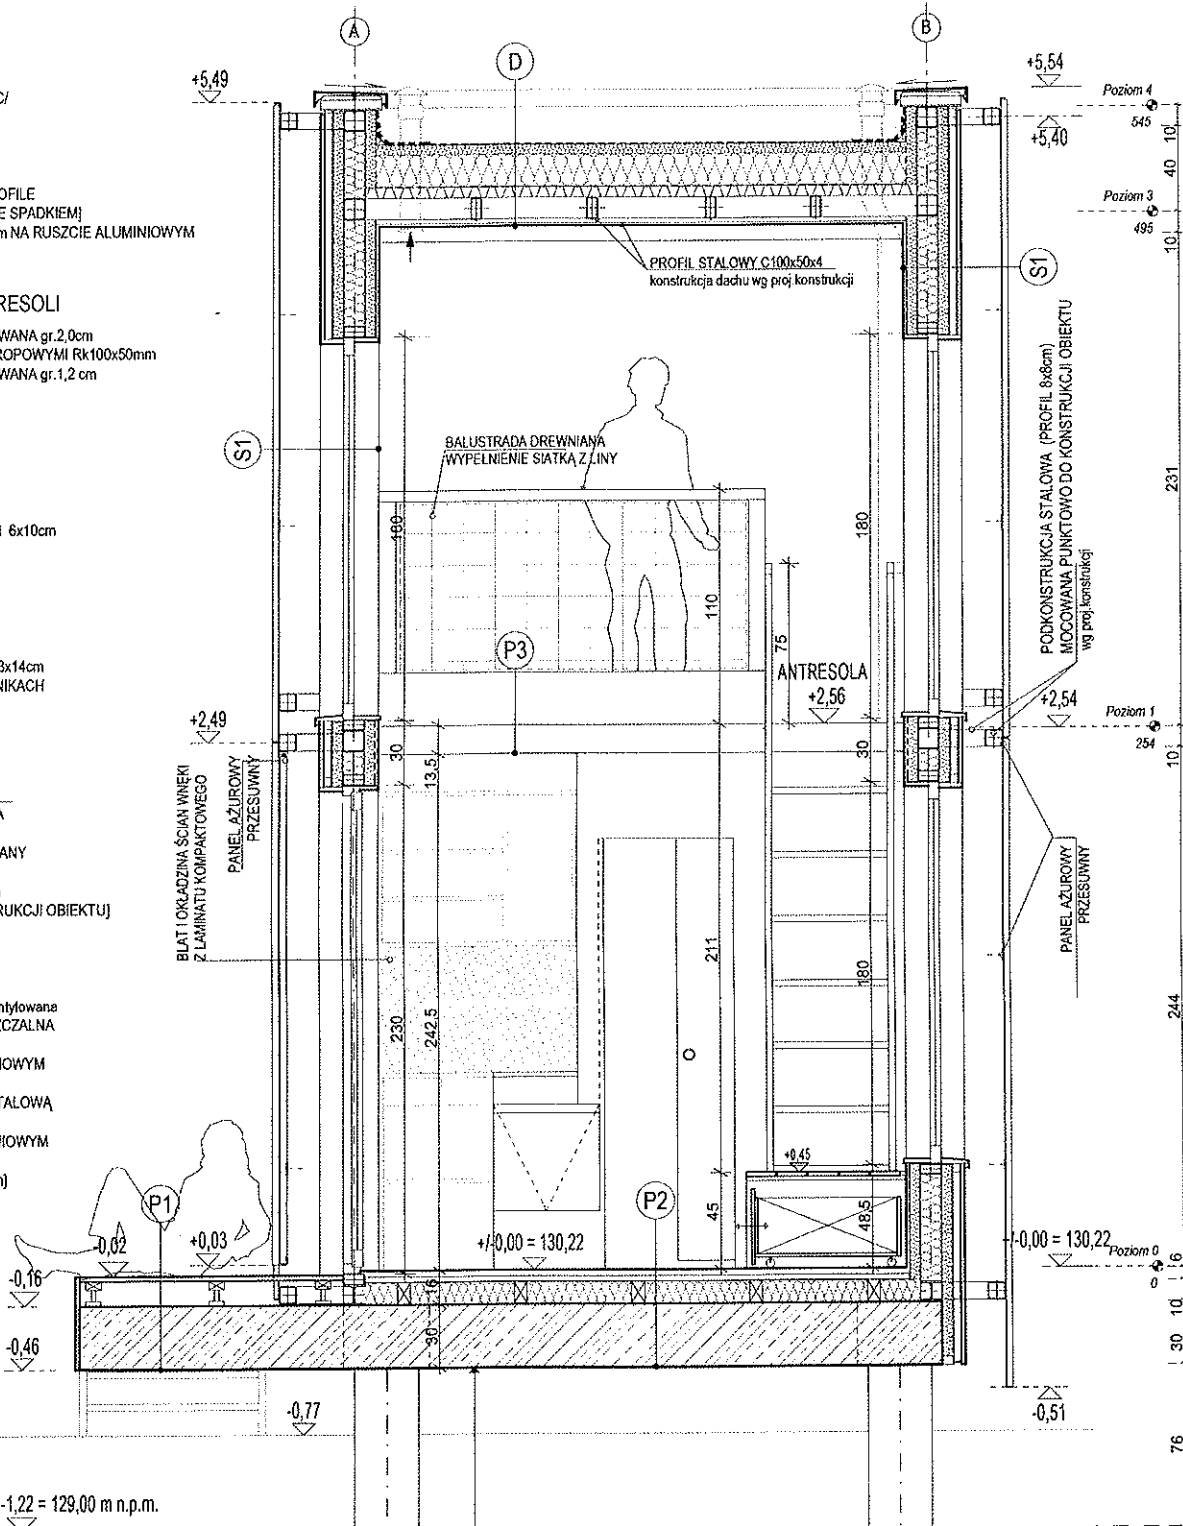 A
B
D
+5,49
+5,54
Poziom 4
545
+5,40
10
40
Poziom 3
495
10
C/
OFILE
E SPADKIEM]
m NA RUSZCIE ALUMINIOWYM
PROFIL STALOWY C100x50x4
konstrukcja dachu wg proj.konstrukcji
S1
RESOLI
WANA gr.2,0cm
ROPOWYMI Rk100x50mm
WANA gr.1,2 cm
S1
BALUSTRADA DREWNIANA
WYPEŁNIENIE SIATKĄ Z LINY
PODKONSTRUKCJA STALOWA (PROFIL 8x8cm)
MOCOWANA PUNKTOWO DO KONSTRUKCJI OBIEKTU
wg proj.konstrukcji
231
6x10cm
180
180
110
75
P3
3x14cm
NIKACH
ANTRESOLA
+2,56
+2,49
+2,54
Poziom 1
254
10
30
13,5
30
BLAT I OKŁADZINA ŚCIAN WNĘKI
Z LAMINATU KOMPAKTOWEGO
PANEL AŻUROWY
PRZESUWNY
PANEL AŻUROWY
PRZESUWNY
A
ANY
RUKCJI OBIEKTU]
211
180
244
230
242,5
ntylowana
ZCZALNA
IOWYM
TALOWĄ
IOWYM
m]
+0,45
45
48,5
P1
P2
-0,02
+0,03
+/-0,00 = 130,22
+/-0,00 = 130,22
Poziom 0
0
6
10
30
-0,16
16
30
-0,46
-0,77
-0,51
76
-1,22 = 129,00 m n.p.m.